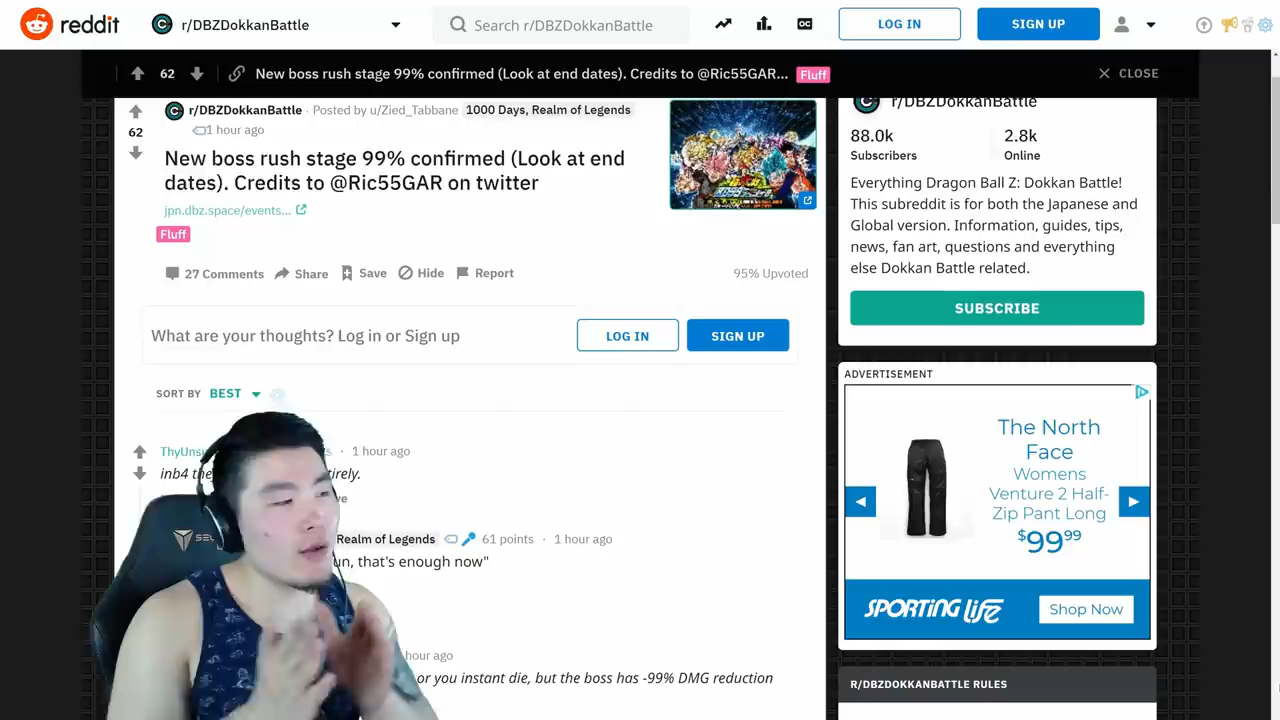 reddit
r/DBZDokkanBattle
Search r/DBZDokkanBattle
LOG IN
SIGN UP
62
New boss rush stage 99% confirmed (Look at end dates). Credits to @Ric55GAR...
Fluff
CLOSE
r/DBZDokkanBattle · Posted by u/Zied_Tabbane 1000 Days, Realm of Legends
1 hour ago
62
New boss rush stage 99% confirmed (Look at end
dates). Credits to @Ric55GAR on twitter
jpn.dbz.space/events...
Fluff
27 Comments
Share
Save
Hide
Report
95% Upvoted
What are your thoughts? Log in or Sign up
LOG IN
SIGN UP
SORT BY
BEST
1 hour ago
inb4
Realm of Legends
61 points · 1 hour ago
that's enough now"
hour ago
or you instant die, but the boss has -99% DMG reduction
r/DBZDokkanBattle
88.0k
2.8k
Subscribers
Online
Everything Dragon Ball Z: Dokkan Battle!
This subreddit is for both the Japanese and
Global version. Information, guides, tips,
news, fan art, questions and everything
else Dokkan Battle related.
SUBSCRIBE
ADVERTISEMENT
The North
Face
Womens
Venture 2 Half-
Zip Pant Long
$99.99
SPORTING LIFE
Shop Now
R/DBZDOKKANBATTLE RULES